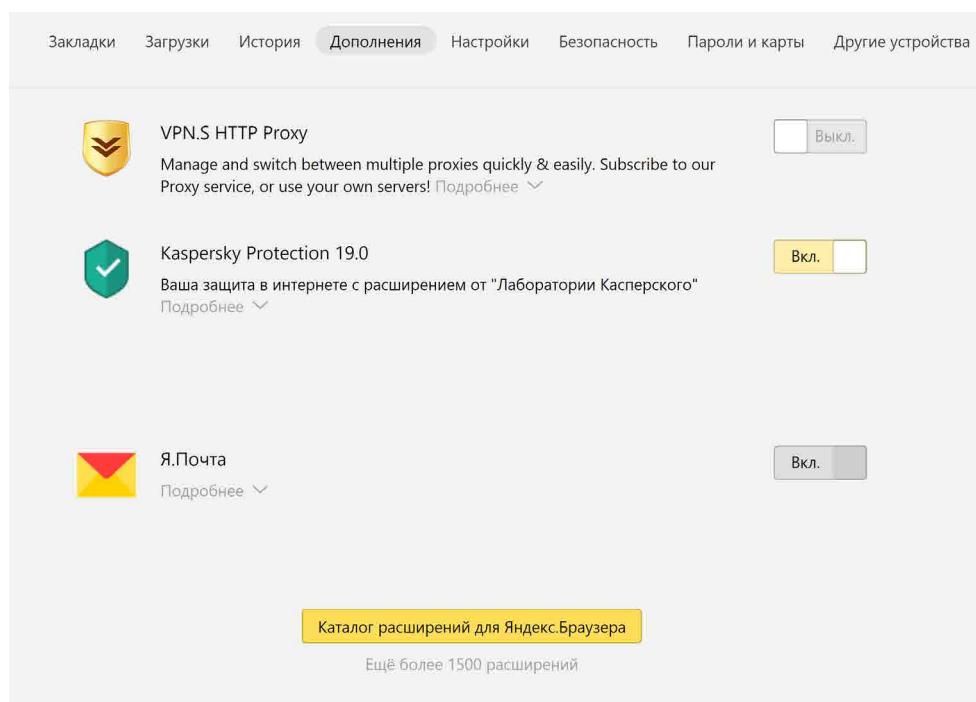 Закладки Загрузки История Дополнения Настройки Безопасность Пароли и карты Другие устройства
VPN.S HTTP Proxy
Выкл.
Manage and switch between multiple proxies quickly & easily. Subscribe to our
Proxy service, or use your own servers! Подробнее
Kaspersky Protection 19.0
Вкл.
Ваша защита в интернете с расширением от "Лаборатории Касперского"
Подробнее
Я.Почта
Вкл.
Подробнее
Каталог расширений для Яндекс.Браузера
Ещё более 1500 расширений